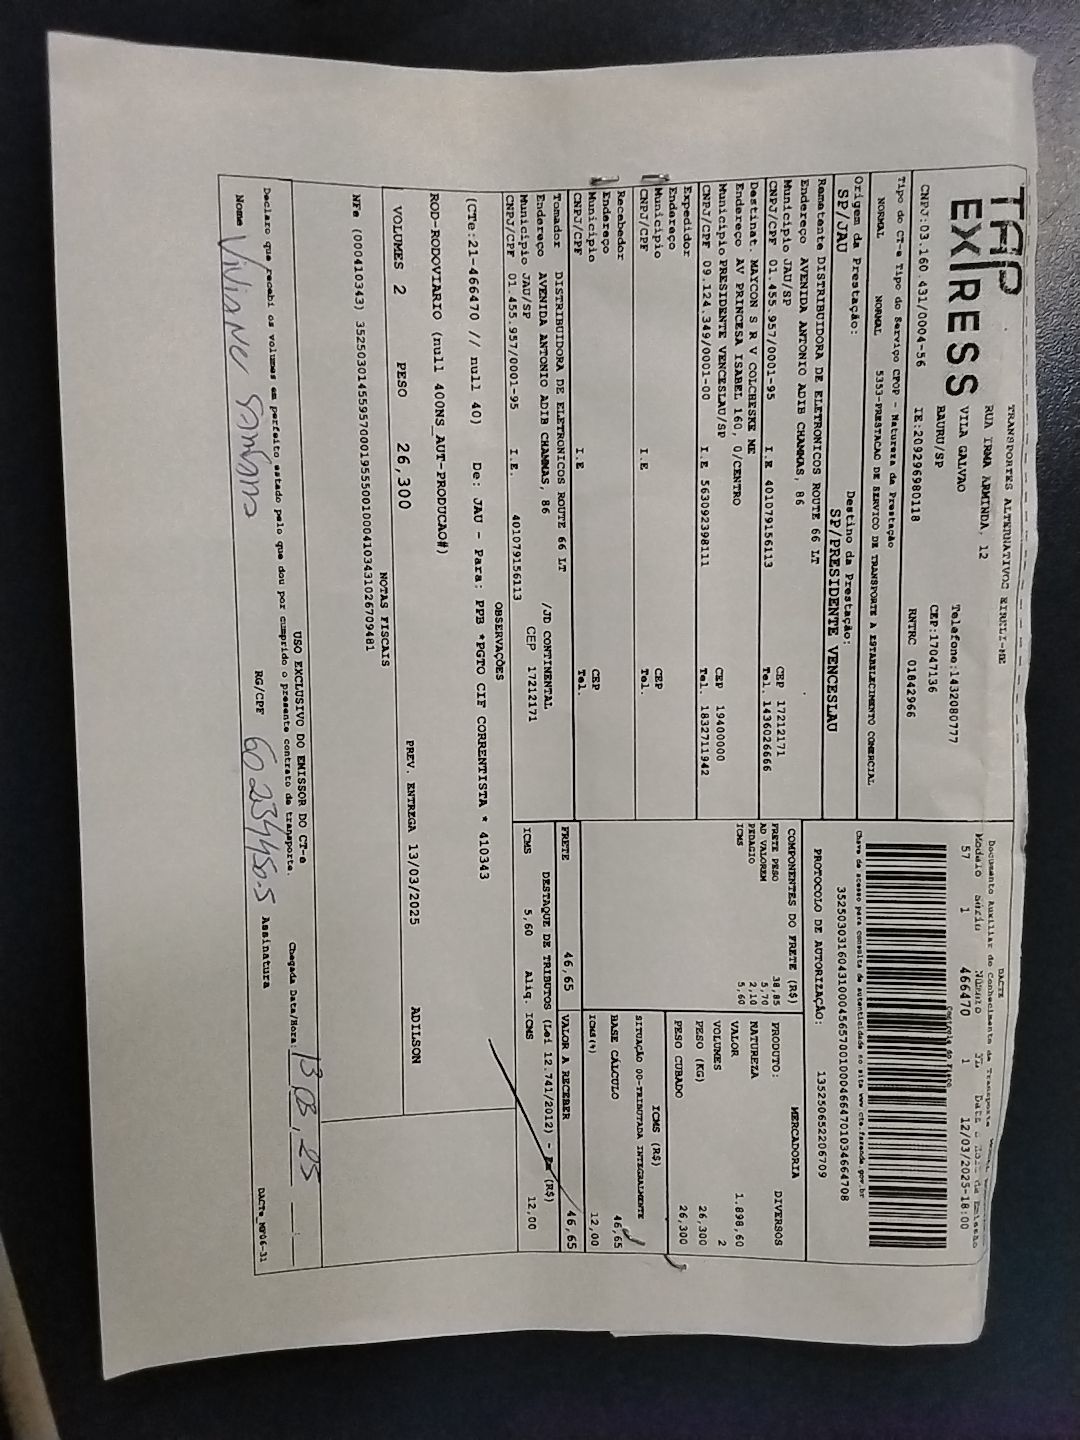 TAP
EXPRESS
TRANSPORTES ALTERNATIVOS EIRELI-ME
RUA IRMA ARMINDA, 12
VILA GALVAO
BAURU/SP
Telefone:1432080777
CEP:17047136
CNPJ:03.160.431/0004-56
IE:209296980118
RNTRC 01842966
DACTE
Documento Auxiliar do Conhecimento de Transporte
Modelo Série Número FL Data e Hora de Emissão
57 1 466470 1 12/03/2025-18:00
Controle do Fisco
Tipo do CT-e Tipo do Serviço CFOP - Natureza da Prestação
NORMAL NORMAL 5353-PRESTACAO DE SERVICO DE TRANSPORTE A ESTABELECIMENTO COMERCIAL
Chave de acesso para consulta de autenticidade no site www.cte.fazenda.gov.br
35250303160431000456570010004664701034664708
PROTOCOLO DE AUTORIZAÇÃO: 135250652206709
Origem da Prestação: Destino da Prestação:
SP/JAU SP/PRESIDENTE VENCESLAU
Remetente DISTRIBUIDORA DE ELETRONICOS ROUTE 66 LT
Endereço AVENIDA ANTONIO ADIB CHAMMAS, 86
Município JAU/SP CEP 17212171
CNPJ/CPF 01.455.957/0001-95 I.E 401079156113 Tel. 1436026666
Destinat. MAYCON S R V COLCHESKE ME
Endereço AV PRINCESA ISABEL 160, 0/CENTRO
Município PRESIDENTE VENCESLAU/SP CEP 19400000
CNPJ/CPF 09.124.349/0001-00 I.E 563092398111 Tel. 1832711942
Expedidor
Endereço
Município CEP
CNPJ/CPF I.E Tel.
Recebedor
Endereço
Município CEP
CNPJ/CPF I.E Tel.
Tomador DISTRIBUIDORA DE ELETRONICOS ROUTE 66 LT
Endereço AVENIDA ANTONIO ADIB CHAMMAS, 86 /JD CONTINENTAL
Município JAU/SP CEP 17212171
CNPJ/CPF 01.455.957/0001-95 I.E. 401079156113
COMPONENTES DO FRETE (R$)
FRETE PESO 38,85
AD VALOREM 5,70
PEDAGIO 2,10
ICMS 5,60
PRODUTO: MERCADORIA
NATUREZA DIVERSOS
VALOR 1.898,60
VOLUMES 2
PESO (KG) 26,300
PESO CUBADO 26,300
ICMS (R$)
SITUAÇÃO 00-TRIBUTADA INTEGRALMENTE
BASE CÁLCULO 46,65
ICMS(%) 12,00
FRETE 46,65 VALOR A RECEBER 46,65
DESTAQUE DE TRIBUTOS (Lei 12.741/2012) - Em (R$)
ICMS 5,60 Aliq. ICMS 12,00
OBSERVAÇÕES
(CTe:21-466470 // null 40) De: JAU - Para: PPB *PGTO CIF CORRENTISTA * 410343
ROD-RODOVIARIO (null 400NS_AUT-PRODUCAO#)
VOLUMES 2 PESO 26,300 PREV. ENTREGA 13/03/2025 ADILSON
NOTAS FISCAIS
NFe (000410343) 35250301455957000195550010004103431026709481
USO EXCLUSIVO DO EMISSOR DO CT-e
Declaro que recebi os volumes em perfeito estado pelo que dou por cumprido o presente contrato de transporte.
Chegada Data/Hora: 13 03, 25
Nome Viviane RG/CPF Assinatura
DACTe_MF06-31